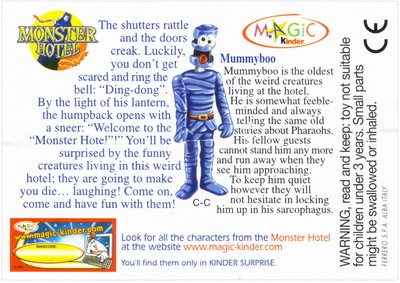 MONSTER
HOTEL
The shutters rattle
and the doors
creak. Luckily,
you don't get
scared and ring the
bell: “Ding-dong”.
By the light of his lantern,
the humpback opens with
a sneer: “Welcome to the
“Monster Hotel”!” You'll be
surprised by the funny
creatures living in this weird
hotel; they are going to make
you die... laughing! Come on,
come and have fun with them!
MAGiC
Kinder
Mummyboo
Mummyboo is the oldest
of the weird creatures
living at the hotel.
He is somewhat feeble-
minded and always
telling the same old
stories about Pharaohs.
His fellow guests
cannot stand him any more
and run away when they
see him approaching.
To keep him quiet
however they will
not hesitate in locking
him up in his sarcophagus.
C-C
MAGiC
www.magic-kinder.com
MAGICODE
Look for all the characters from the Monster Hotel
at the website www.magic-kinder.com
You'll find them only in KINDER SURPRISE.
CE
WARNING, read and keep: toy not suitable
for children under 3 years. Small parts
might be swallowed or inhaled.
FERRERO S.P.A. ALBA ITALY